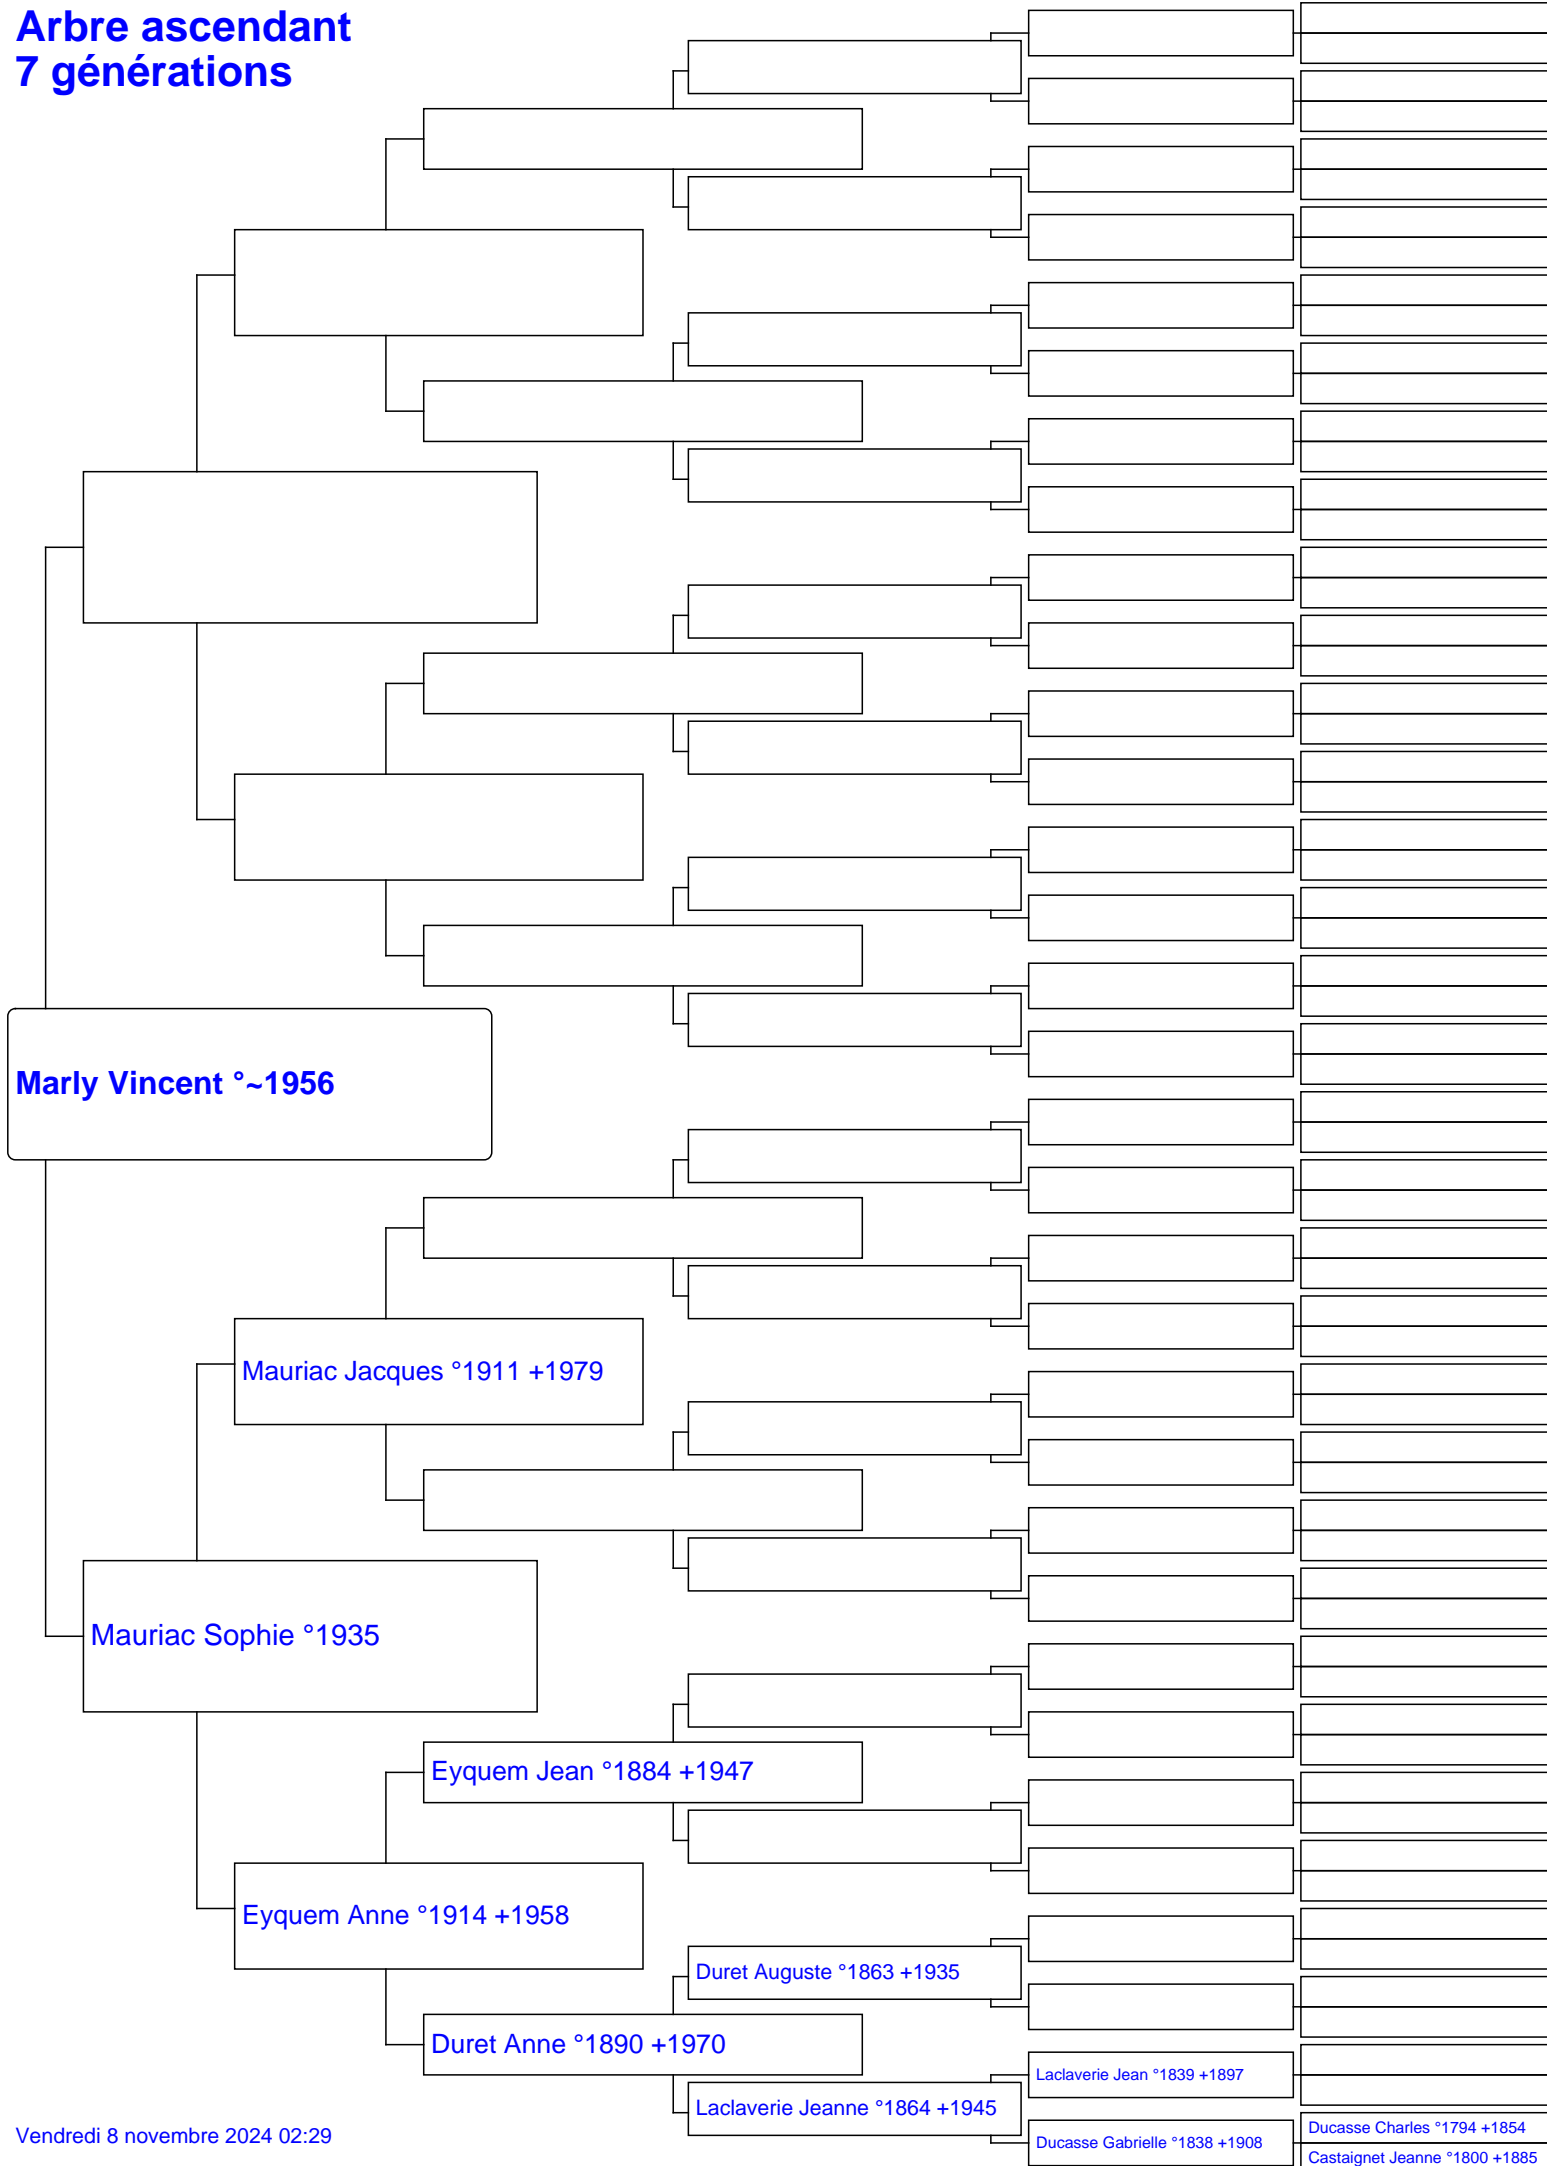 Arbre ascendant
7 générations
Marly Vincent °~1956
Mauriac Jacques °1911 +1979
Mauriac Sophie °1935
Eyquem Jean °1884 +1947
Eyquem Anne °1914 +1958
Duret Auguste °1863 +1935
Duret Anne °1890 +1970
Laclaverie Jean °1839 +1897
Laclaverie Jeanne °1864 +1945
Ducasse Charles °1794 +1854
Ducasse Gabrielle °1838 +1908
Castaignet Jeanne °1800 +1885
Vendredi 8 novembre 2024 02:29